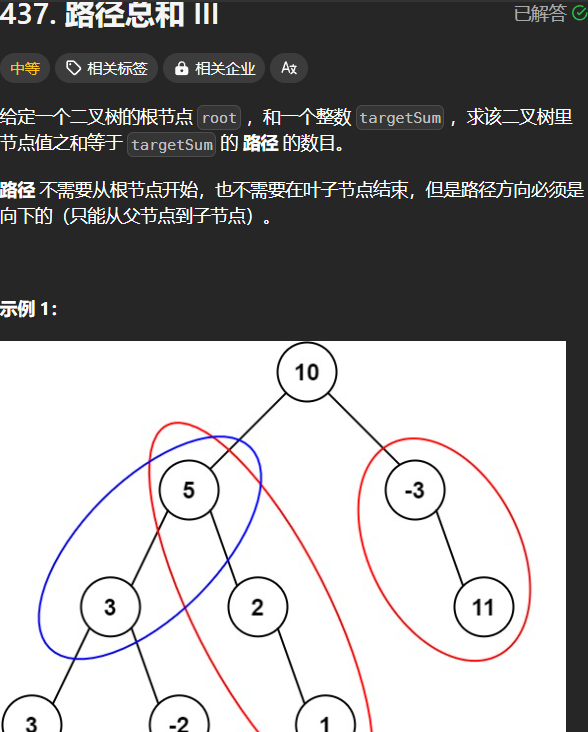 437. 路径总和 III
已解答
中等 相关标签 相关企业
给定一个二叉树的根节点 root ，和一个整数 targetSum ，求该二叉树里
节点值之和等于 targetSum 的 路径 的数目。
路径 不需要从根节点开始，也不需要在叶子节点结束，但是路径方向必须是
向下的（只能从父节点到子节点）。
示例 1：
10
5 -3
3 2 11
3 -2 1